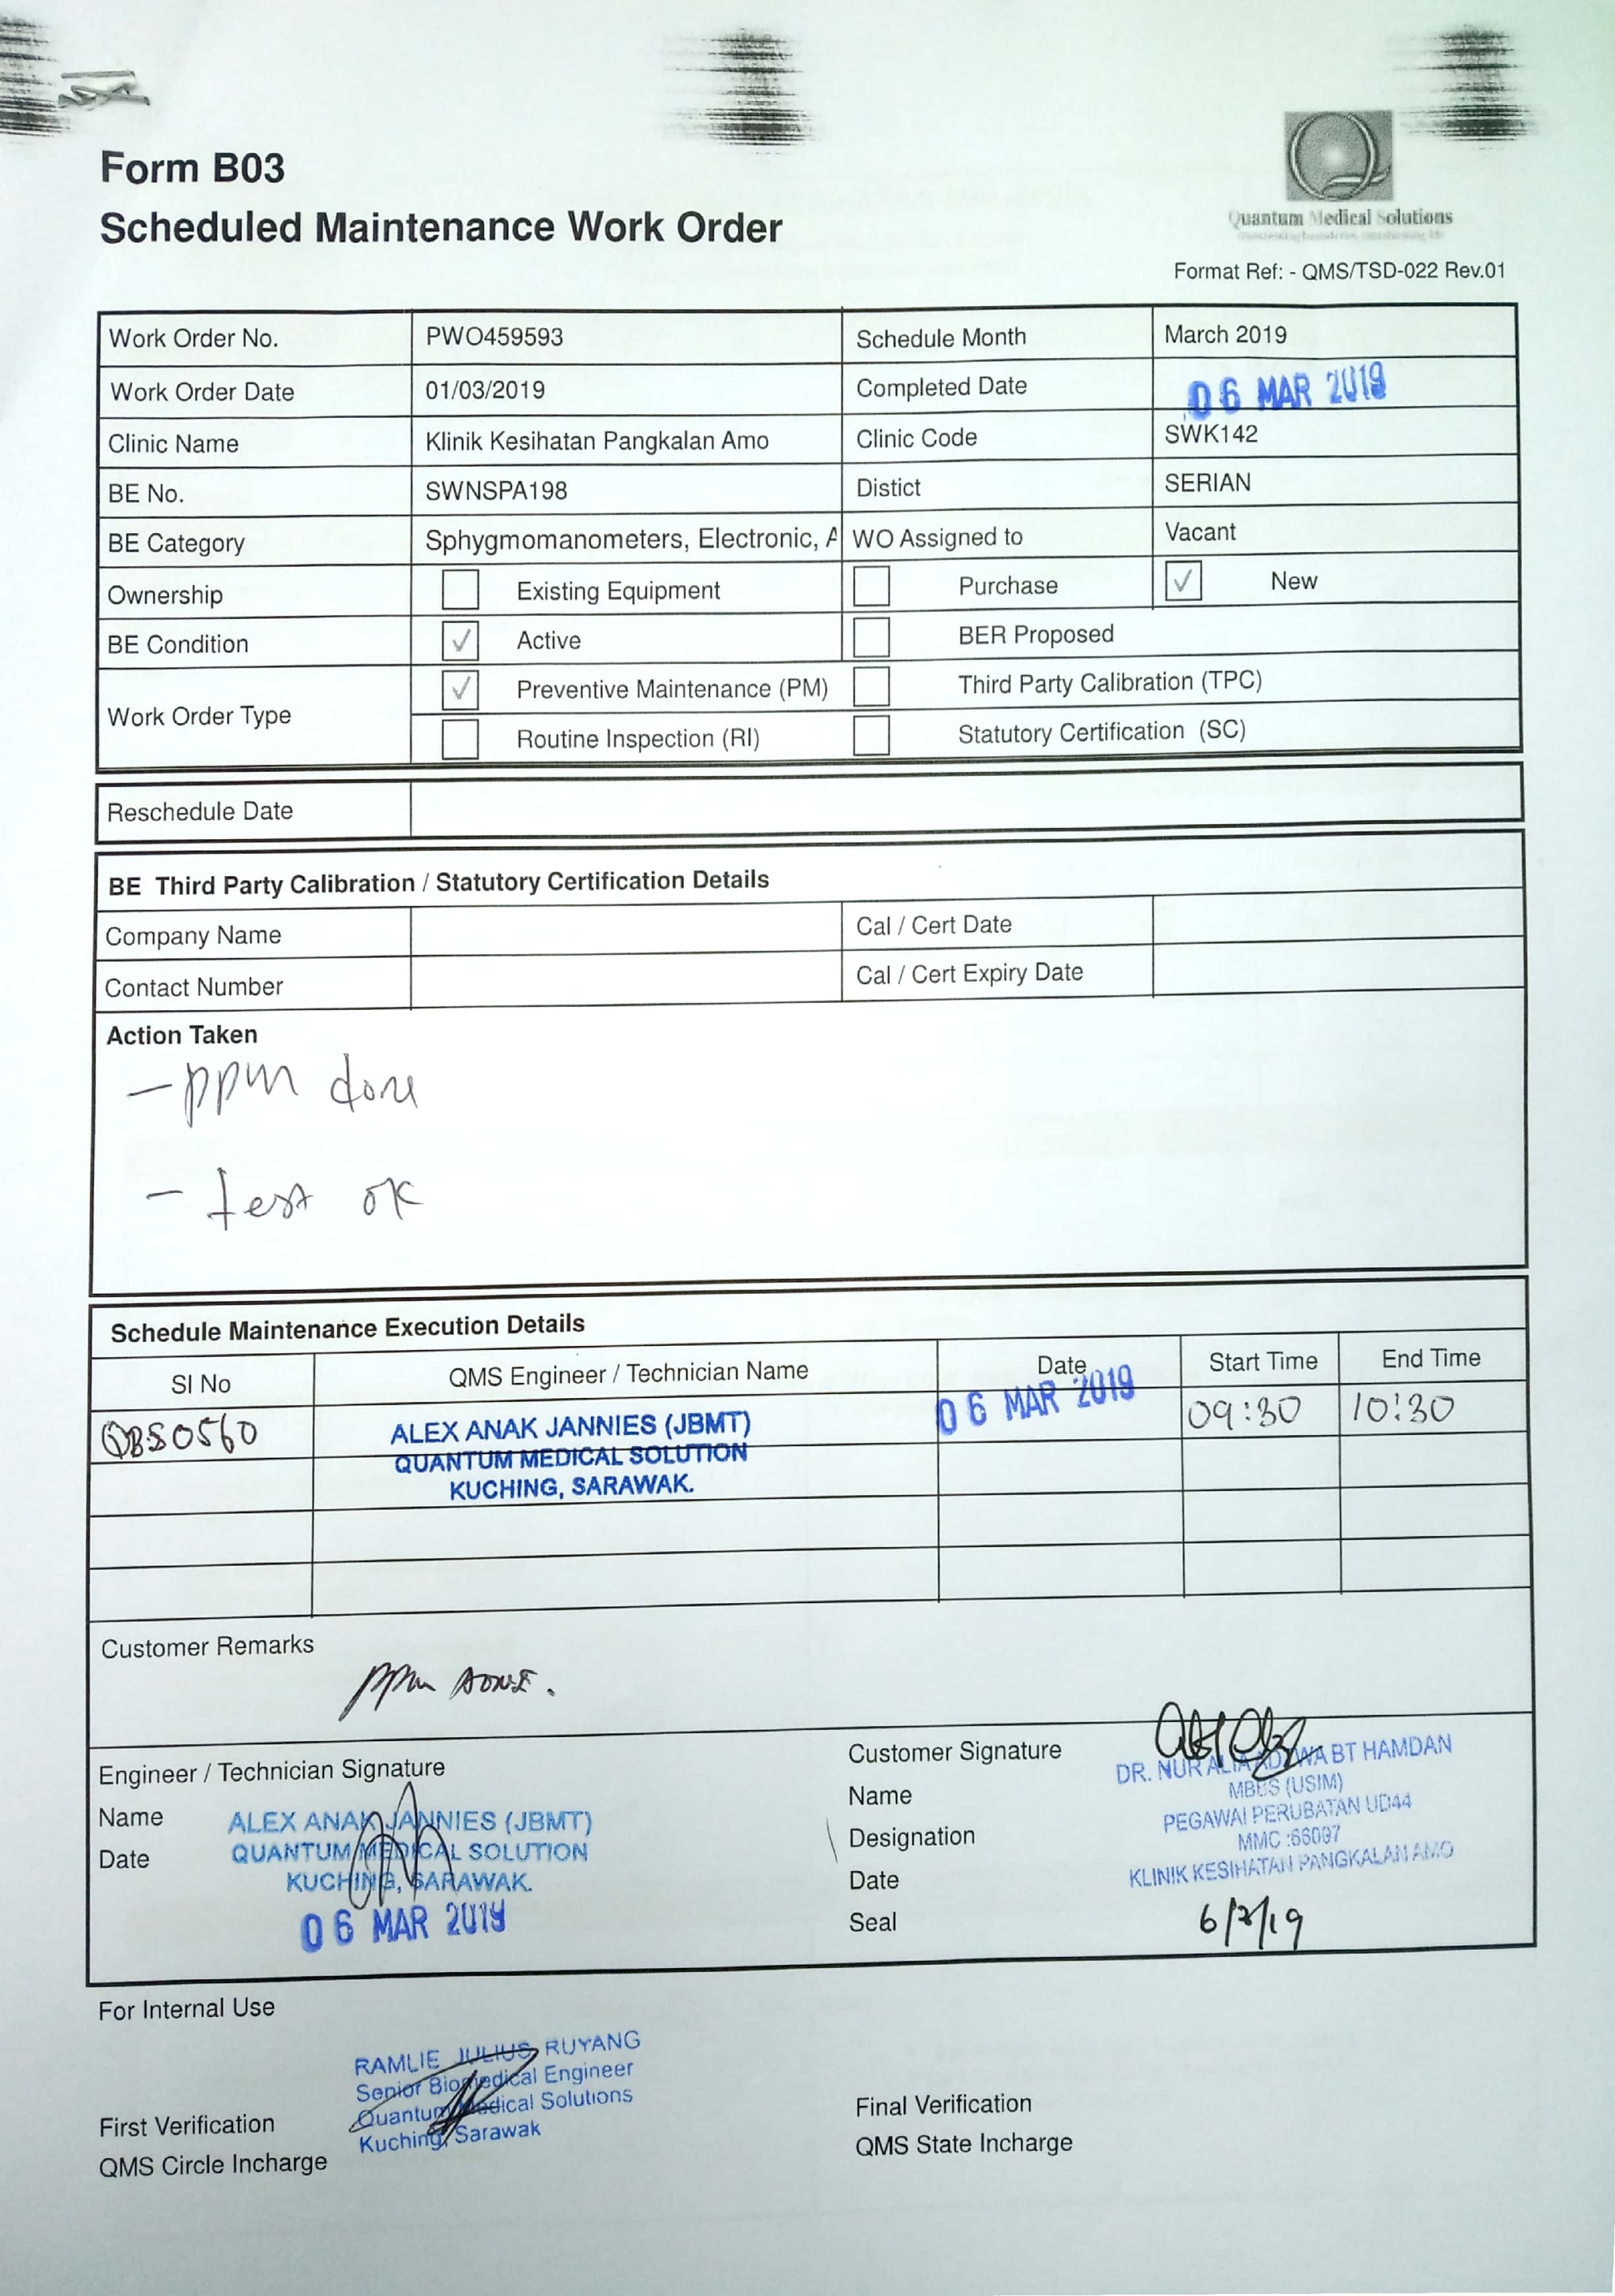 Form B03
Scheduled Maintenance Work Order
Quantum Medical Solutions
Format Ref: - QMS/TSD-022 Rev.01
Work Order No. PWO459593 Schedule Month March 2019
Work Order Date 01/03/2019 Completed Date 06 MAR 2019
Clinic Name Klinik Kesihatan Pangkalan Amo Clinic Code SWK142
BE No. SWNSPA198 Distict SERIAN
BE Category Sphygmomanometers, Electronic, A WO Assigned to Vacant
Ownership Existing Equipment Purchase ✓ New
BE Condition ✓ Active BER Proposed
Work Order Type ✓ Preventive Maintenance (PM) Third Party Calibration (TPC)
Routine Inspection (RI) Statutory Certification (SC)
Reschedule Date
BE Third Party Calibration / Statutory Certification Details
Company Name Cal / Cert Date
Contact Number Cal / Cert Expiry Date
Action Taken
- ppm done
- test ok
Schedule Maintenance Execution Details
SI No QMS Engineer / Technician Name Date Start Time End Time
QBS0560 ALEX ANAK JANNIES (JBMT) 06 MAR 2019 09:30 10:30
QUANTUM MEDICAL SOLUTION
KUCHING, SARAWAK.
Customer Remarks
ppm DONE.
Engineer / Technician Signature
Name ALEX ANAK JANNIES (JBMT)
Date QUANTUM MEDICAL SOLUTION
KUCHING, SARAWAK.
06 MAR 2019
Customer Signature
DR. NUR ALIA BT HAMDAN
Name MBBS (USIM)
PEGAWAI PERUBATAN UD44
Designation MMC :66097
Date KLINIK KESIHATAN PANGKALAN AMO
Seal 6/3/19
For Internal Use
RAMLIE JULIUS RUYANG
Senior Biomedical Engineer
Quantum Medical Solutions
Kuching, Sarawak
First Verification Final Verification
QMS Circle Incharge QMS State Incharge